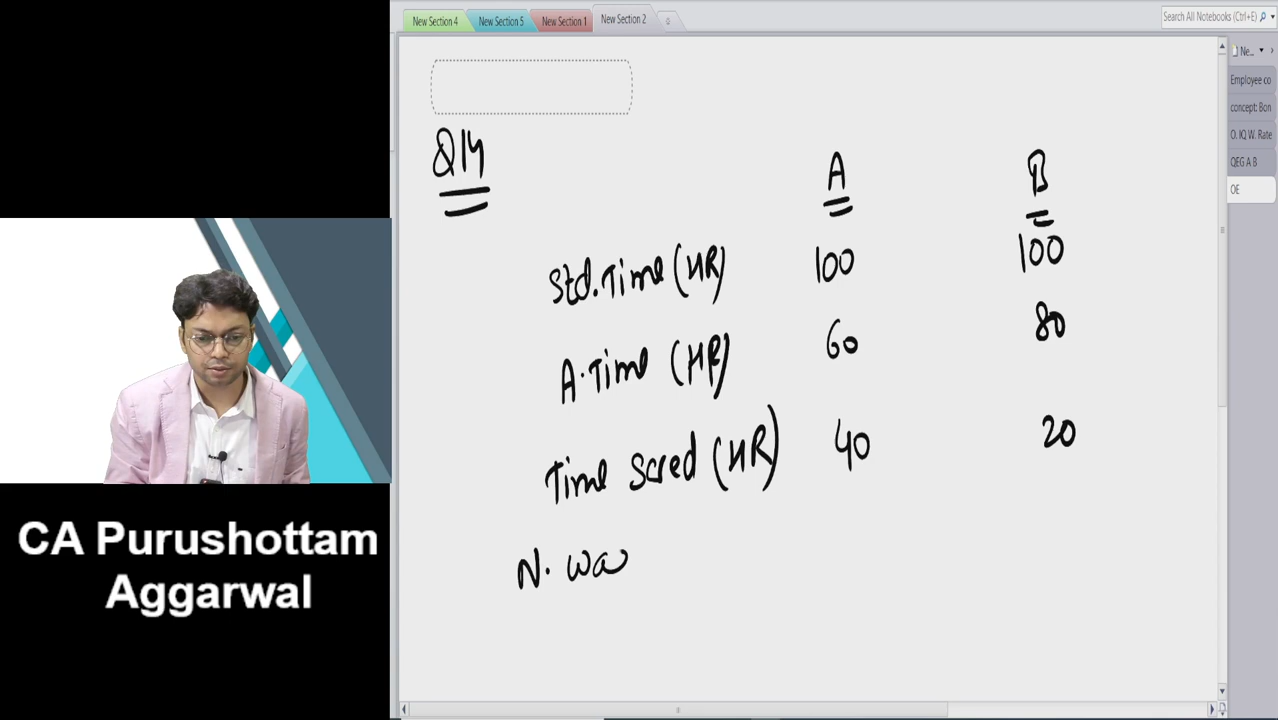 New Section 4 New Section 5 New Section 1 New Section 2
Search All Notebooks (Ctrl+E)
Ne...
Employee co
concept: Bon
O. IQ W. Rate
QEG A B
OE
Q14
A B
Std. Time (HR) 100 100
A. Time (HR) 60 80
Time Saved (HR) 40 20
N. wa
CA Purushottam
Aggarwal